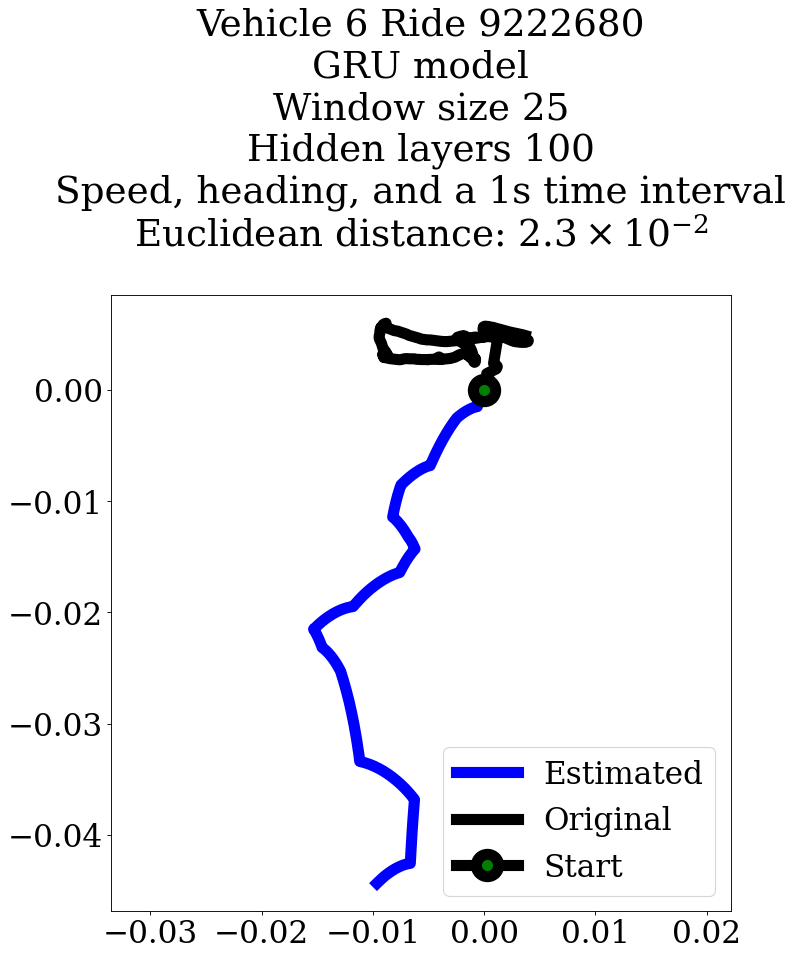 Vehicle 6 Ride 9222680
GRU model
Window size 25
Hidden layers 100
Speed, heading, and a 1s time interval
Euclidean distance: 2.3 × 10⁻²
0.00
−0.01
−0.02
−0.03
−0.04
Estimated
Original
Start
−0.03 −0.02 −0.01 0.00 0.01 0.02